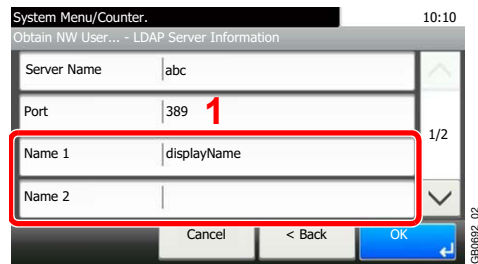 System Menu/Counter. 10:10
Obtain NW User... - LDAP Server Information
Server Name abc
Port 389 1
1/2
Name 1 displayName
Name 2
Cancel < Back OK
GB0692_02